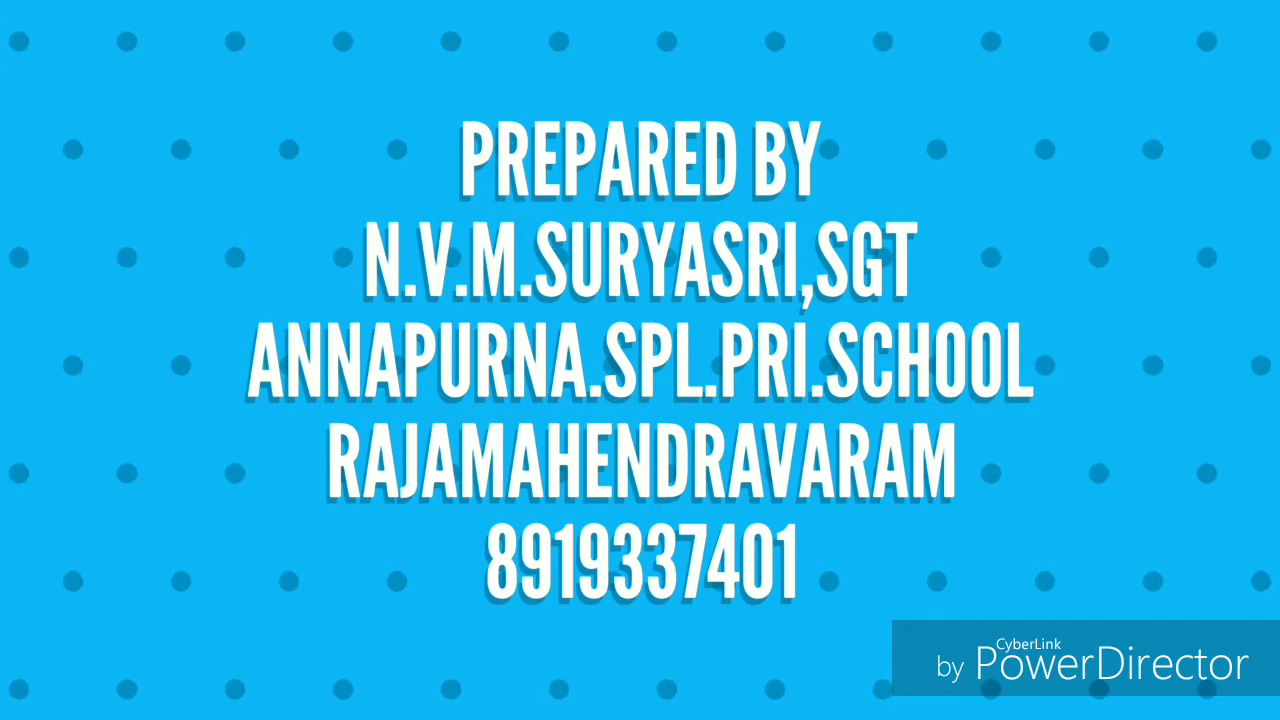 PREPARED BY
N.V.M.SURYASRI,SGT
ANNAPURNA.SPL.PRI.SCHOOL
RAJAMAHENDRAVARAM
8919337401
CyberLink
by PowerDirector